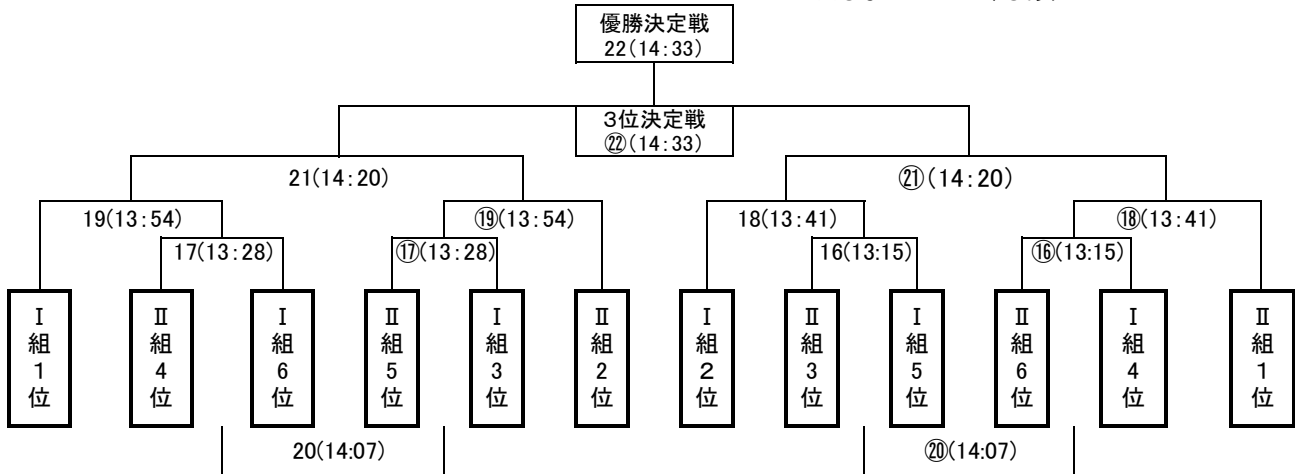 優勝決定戦
22(14:33)
3位決定戦
㉒(14:33)
21(14:20)
㉑(14:20)
19(13:54)
⑲(13:54)
18(13:41)
⑱(13:41)
17(13:28)
⑰(13:28)
16(13:15)
⑯(13:15)
Ⅰ組1位
Ⅱ組4位
Ⅰ組6位
Ⅱ組5位
Ⅰ組3位
Ⅱ組2位
Ⅰ組2位
Ⅱ組3位
Ⅰ組5位
Ⅱ組6位
Ⅰ組4位
Ⅱ組1位
20(14:07)
⑳(14:07)